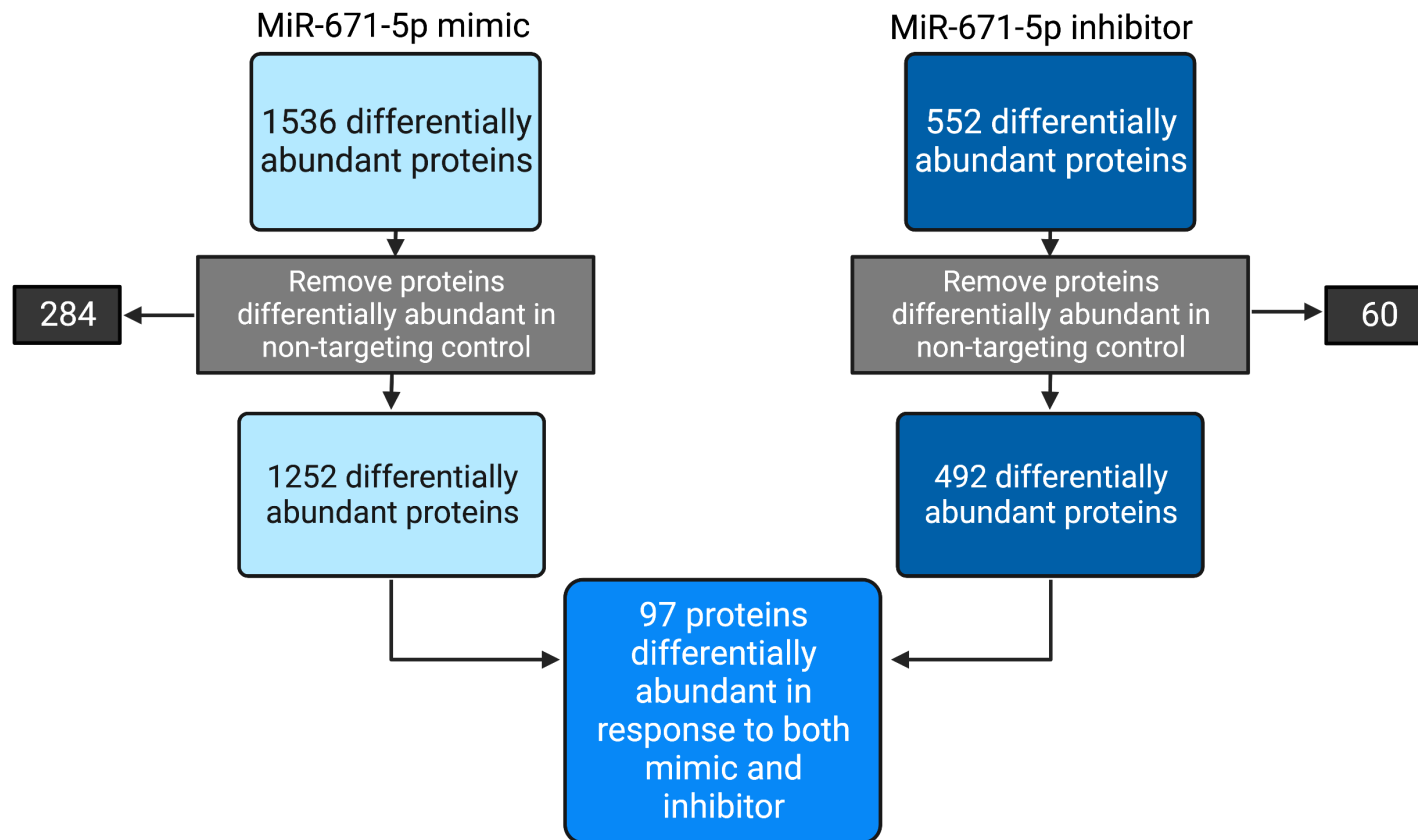 MiR-671-5p mimic
1536 differentially
abundant proteins
Remove proteins
differentially abundant in
non-targeting control
284
1252 differentially
abundant proteins
MiR-671-5p inhibitor
552 differentially
abundant proteins
Remove proteins
differentially abundant in
non-targeting control
60
492 differentially
abundant proteins
97 proteins
differentially
abundant in
response to both
mimic and
inhibitor